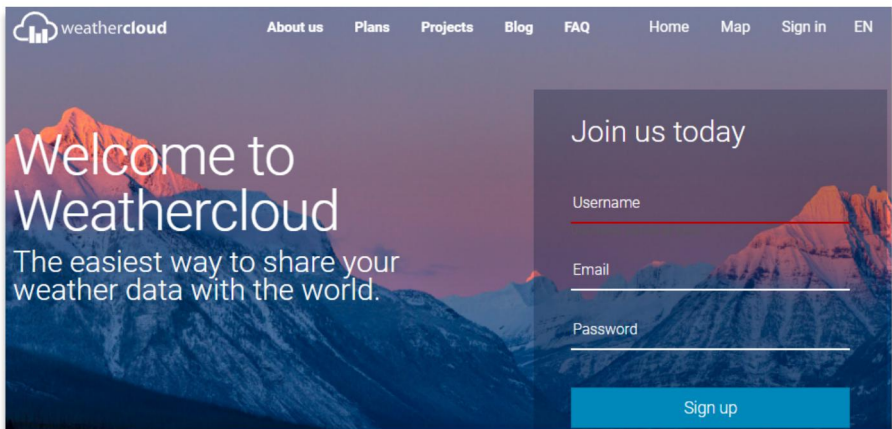 weathercloud About us Plans Projects Blog FAQ Home Map Sign in EN
Welcome to
Weathercloud
The easiest way to share your
weather data with the world.
Join us today
Username
Email
Password
Sign up